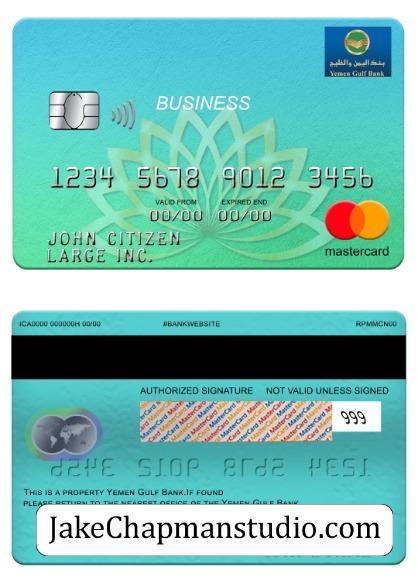 بنك اليمن والخليج
Yemen Gulf Bank
BUSINESS
1234 5678 9012 3456
VALID FROM EXPIRED END
00/00 00/00
JOHN CITIZEN
LARGE INC.
mastercard
ICA0000 000000H 00/00 #BANKWEBSITE RPMMCN00
AUTHORIZED SIGNATURE NOT VALID UNLESS SIGNED
MasterCard MasterCard MasterCard
999
THIS IS A PROPERTY YEMEN GULF BANK.IF FOUND
PLEASE RETURN TO THE NEAREST OFFICE OF THE YEMEN GULF BANK
JakeChapmanstudio.com